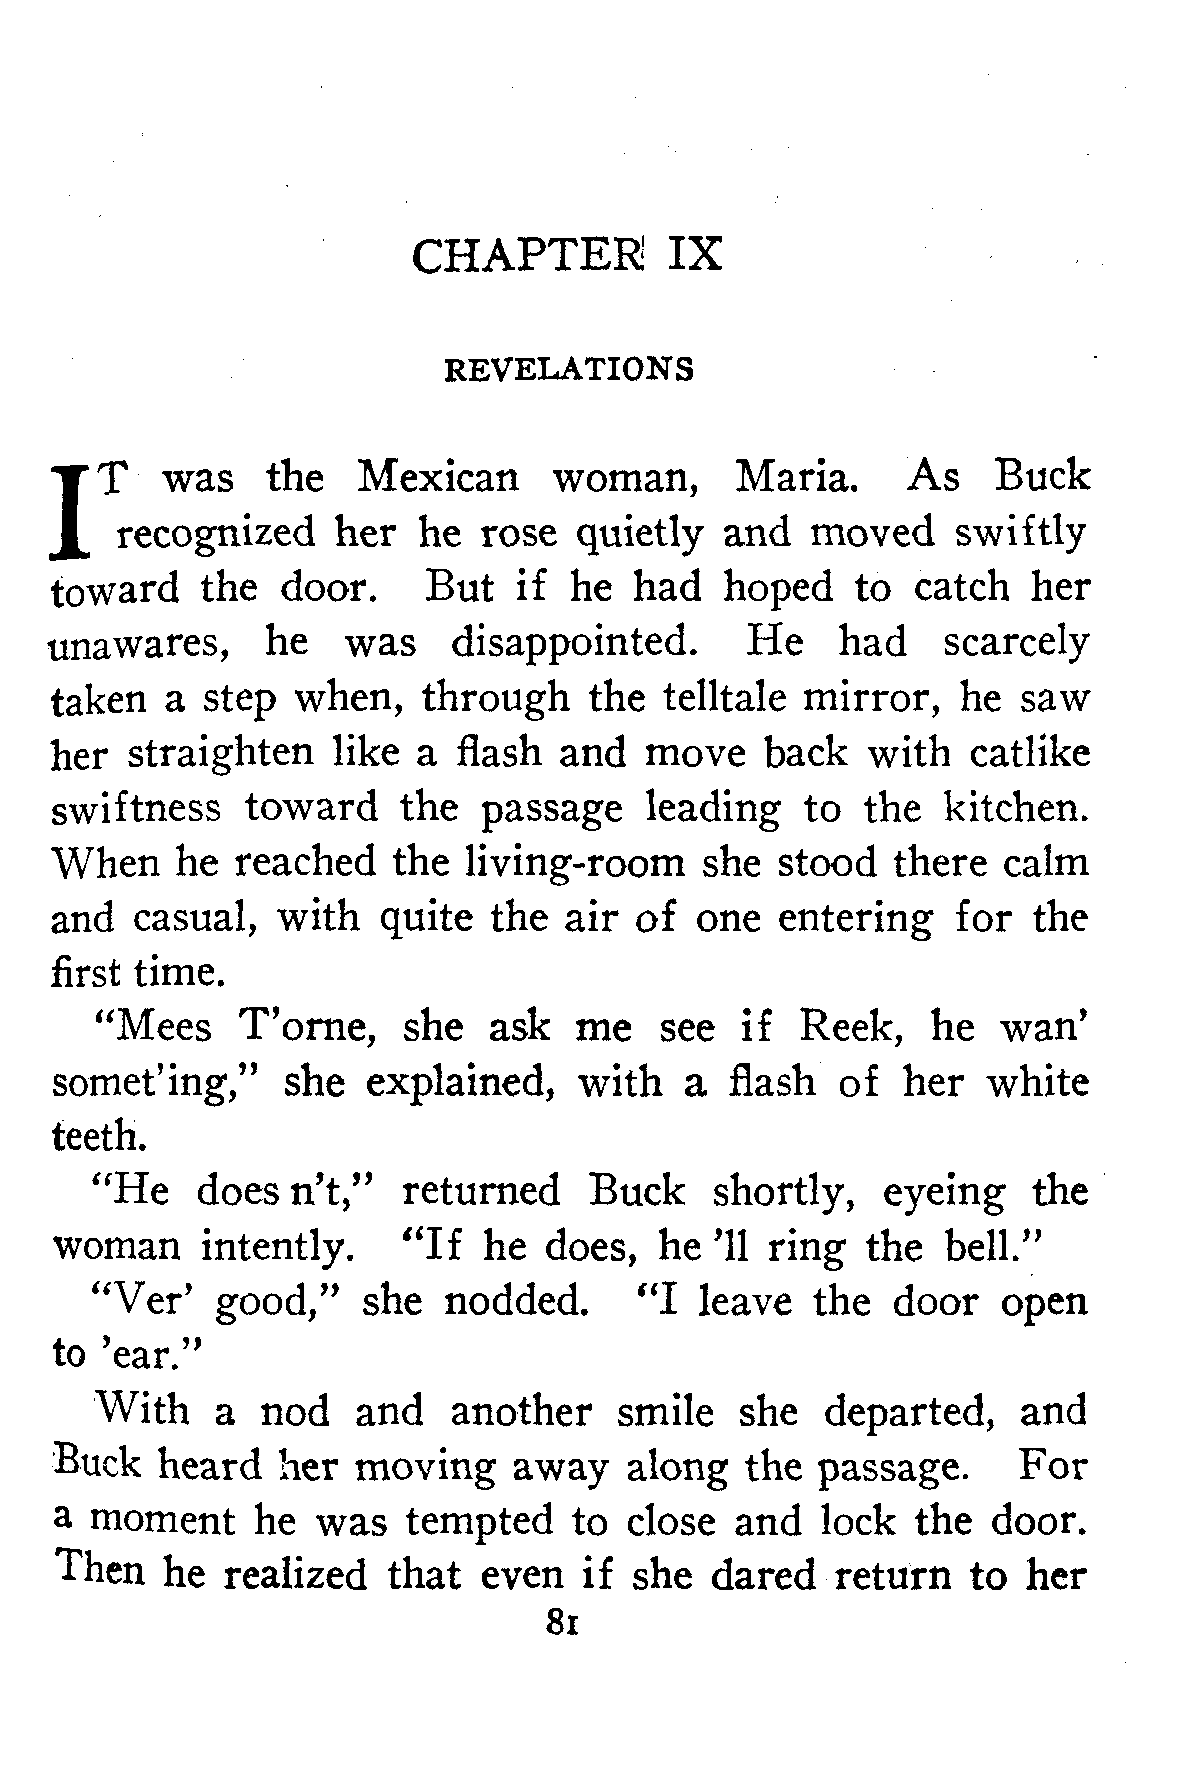 CHAPTER IX
REVELATIONS
IT was the Mexican woman, Maria. As Buck
recognized her he rose quietly and moved swiftly
toward the door. But if he had hoped to catch her
unawares, he was disappointed. He had scarcely
taken a step when, through the telltale mirror, he saw
her straighten like a flash and move back with catlike
swiftness toward the passage leading to the kitchen.
When he reached the living-room she stood there calm
and casual, with quite the air of one entering for the
first time.
“Mees T’orne, she ask me see if Reek, he wan’
somet’ing,” she explained, with a flash of her white
teeth.
“He does n’t,” returned Buck shortly, eyeing the
woman intently. “If he does, he ’ll ring the bell.”
“Ver’ good,” she nodded. “I leave the door open
to ’ear.”
With a nod and another smile she departed, and
Buck heard her moving away along the passage. For
a moment he was tempted to close and lock the door.
Then he realized that even if she dared return to her
81